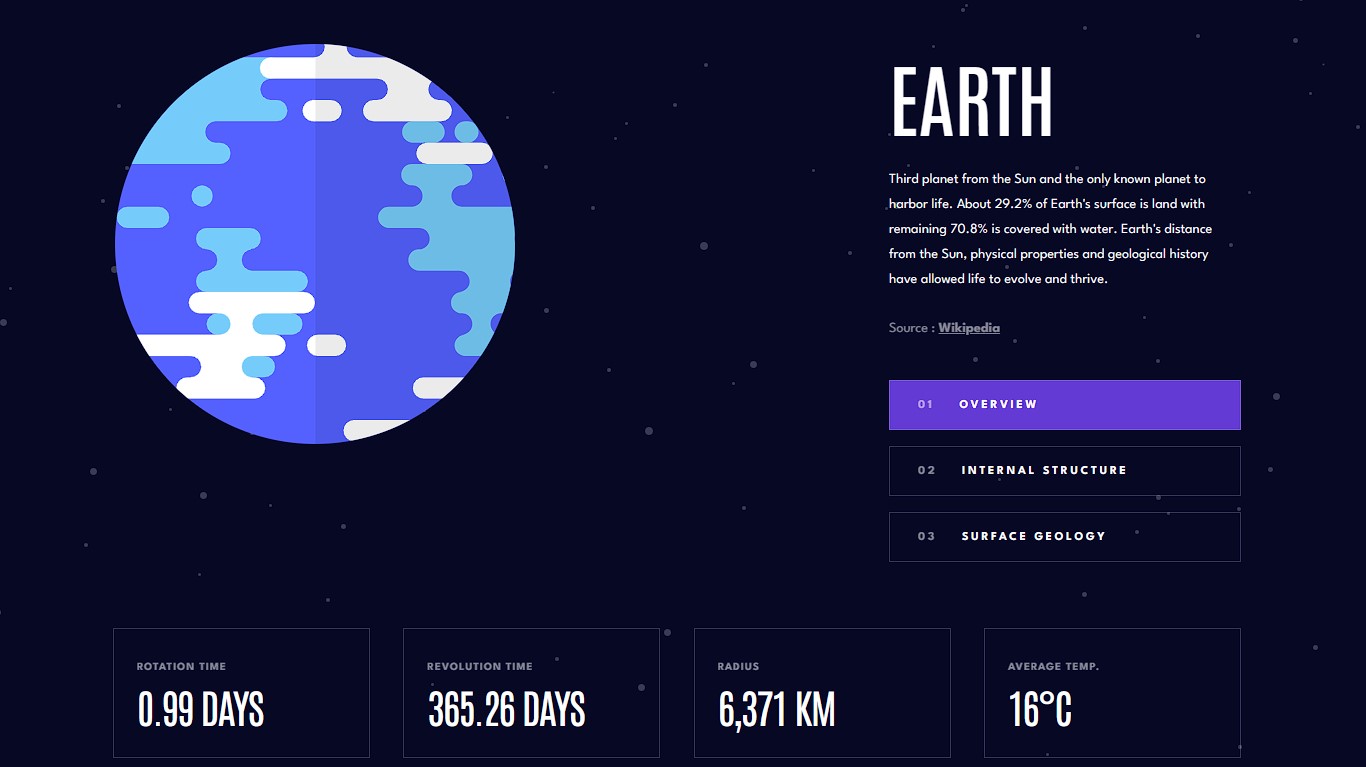 EARTH
Third planet from the Sun and the only known planet to
harbor life. About 29.2% of Earth's surface is land with
remaining 70.8% is covered with water. Earth's distance
from the Sun, physical properties and geological history
have allowed life to evolve and thrive.
Source : Wikipedia
01 OVERVIEW
02 INTERNAL STRUCTURE
03 SURFACE GEOLOGY
ROTATION TIME
0.99 DAYS
REVOLUTION TIME
365.26 DAYS
RADIUS
6,371 KM
AVERAGE TEMP.
16°C